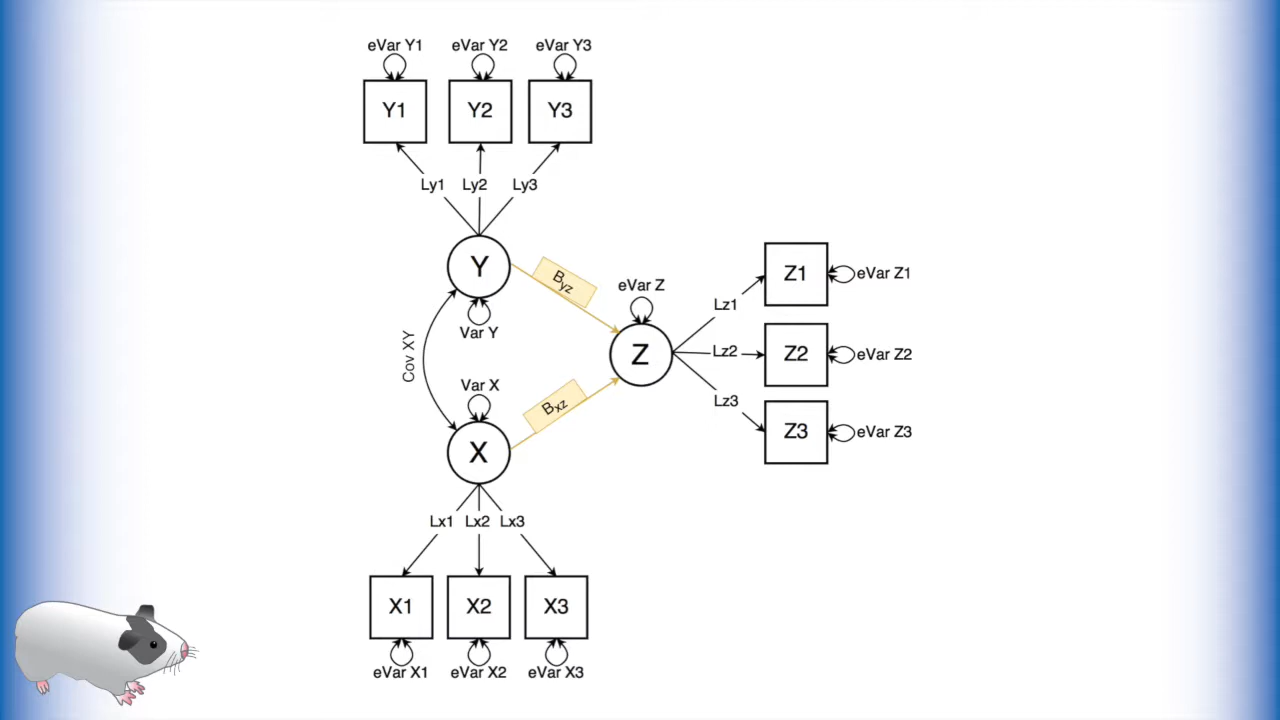 eVar Y1 eVar Y2 eVar Y3
Y1 Y2 Y3
Ly1 Ly2 Ly3
Y
Byz
Var Y
Cov XY
eVar Z
Z
Lz1
Lz2
Lz3
Z1 eVar Z1
Z2 eVar Z2
Z3 eVar Z3
Var X
Bxz
X
Lx1 Lx2 Lx3
X1 X2 X3
eVar X1 eVar X2 eVar X3